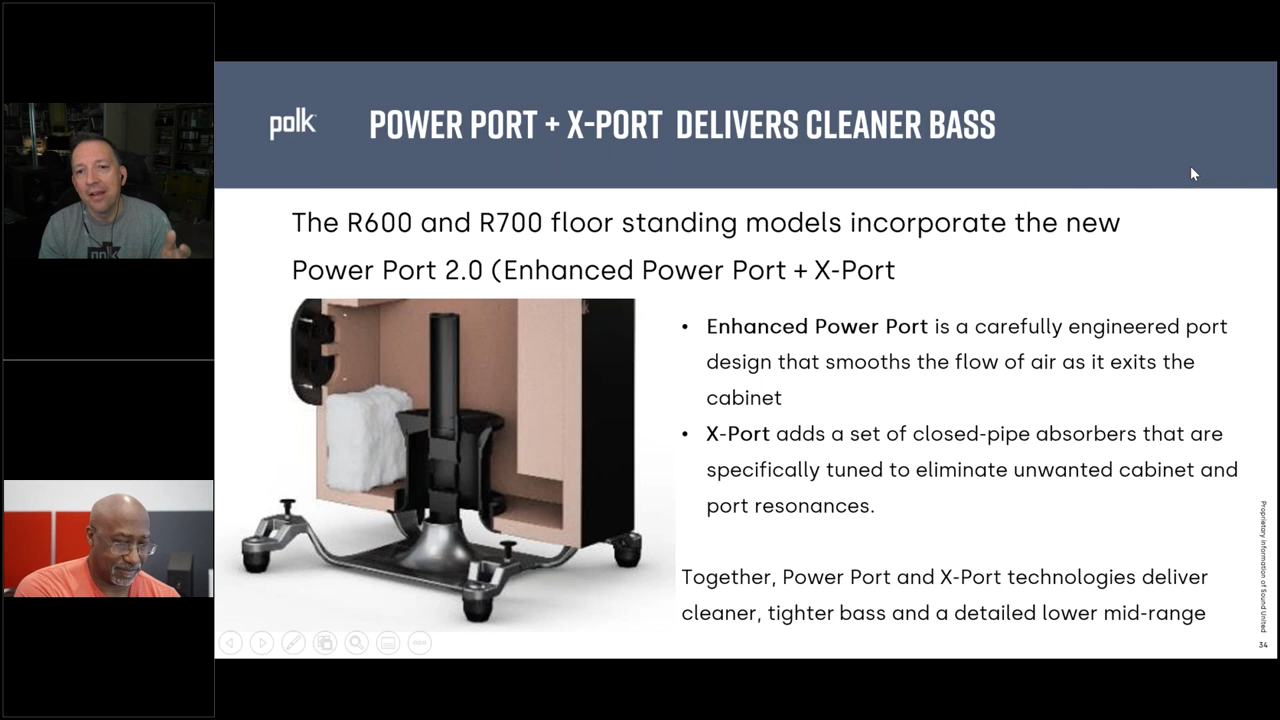 polk
POWER PORT + X-PORT DELIVERS CLEANER BASS
The R600 and R700 floor standing models incorporate the new
Power Port 2.0 (Enhanced Power Port + X-Port
• Enhanced Power Port is a carefully engineered port
design that smooths the flow of air as it exits the
cabinet
• X-Port adds a set of closed-pipe absorbers that are
specifically tuned to eliminate unwanted cabinet and
port resonances.
Together, Power Port and X-Port technologies deliver
cleaner, tighter bass and a detailed lower mid-range
Proprietary information of Sound United
34
polk